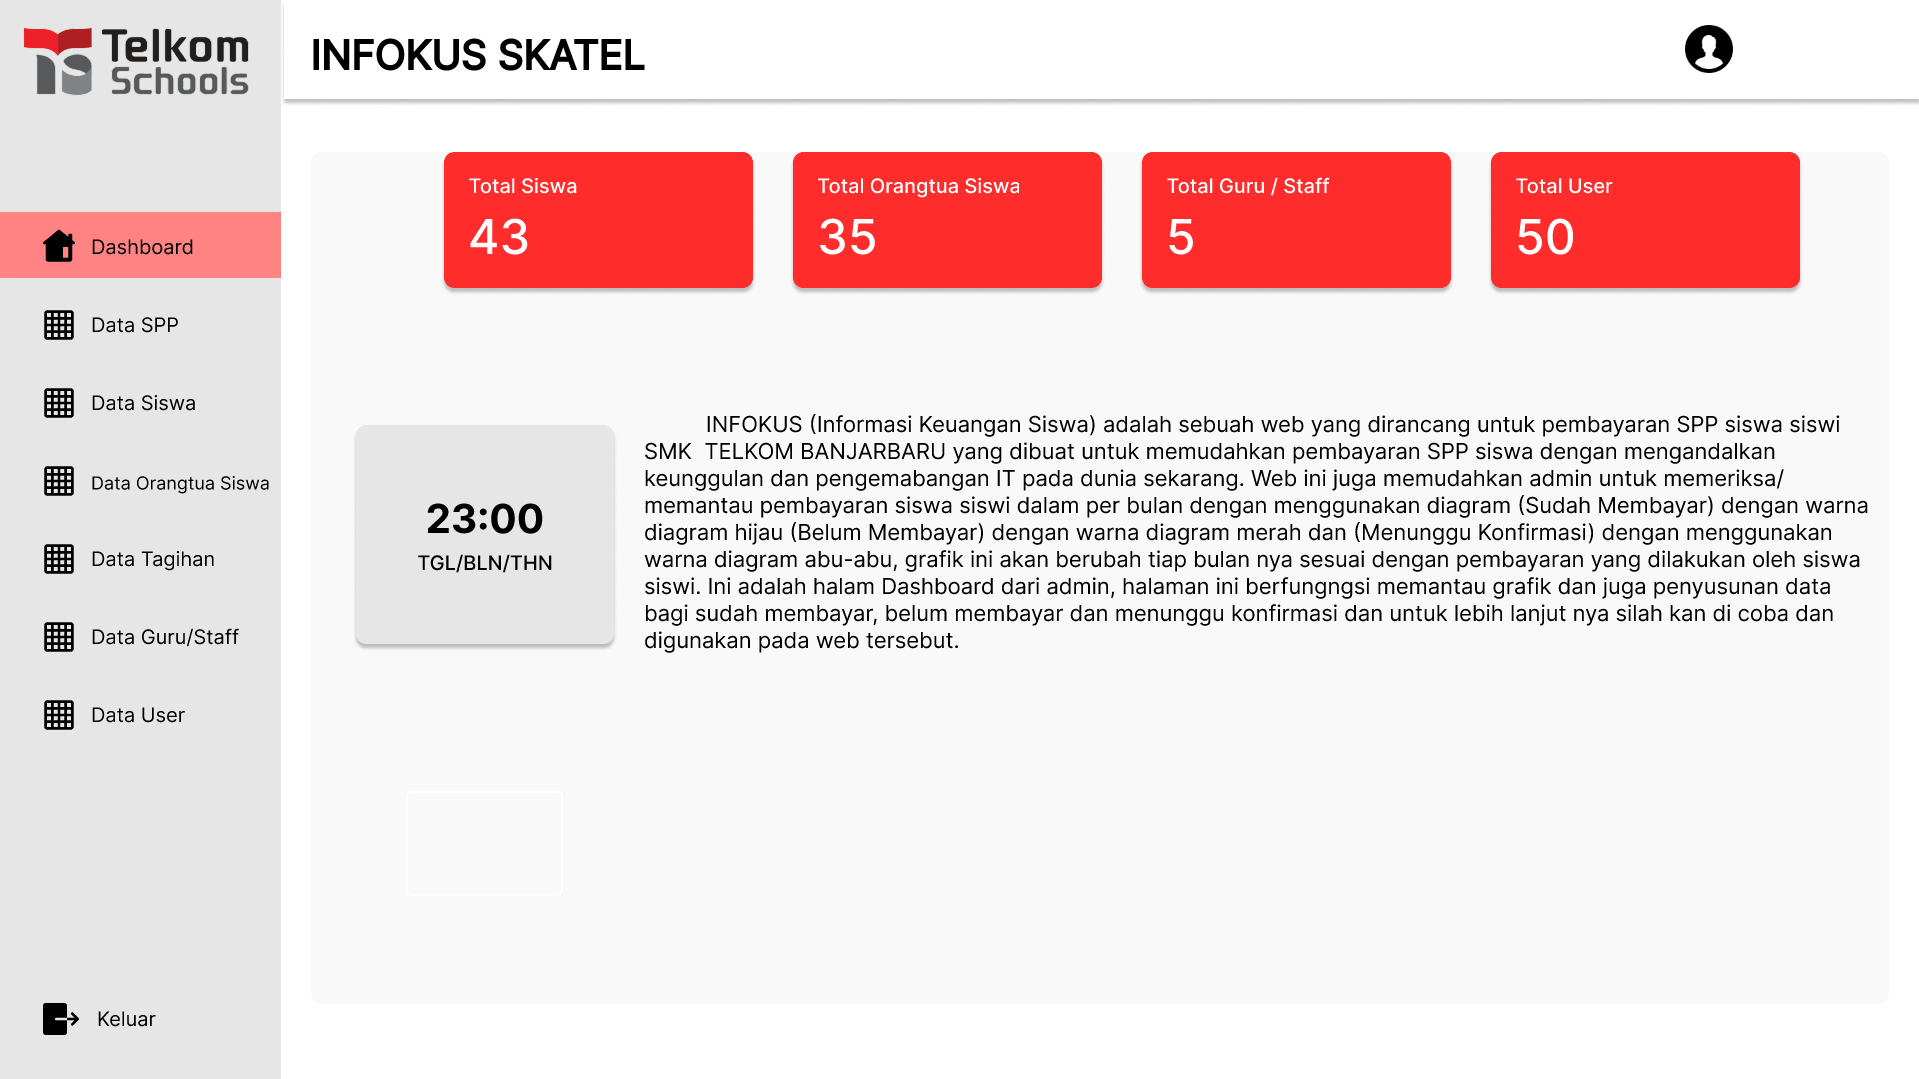 Telkom
Schools
INFOKUS SKATEL
Dashboard
Data SPP
Data Siswa
Data Orangtua Siswa
Data Tagihan
Data Guru/Staff
Data User
Keluar
Total Siswa
43
Total Orangtua Siswa
35
Total Guru / Staff
5
Total User
50
23:00
TGL/BLN/THN
INFOKUS (Informasi Keuangan Siswa) adalah sebuah web yang dirancang untuk pembayaran SPP siswa siswi
SMK  TELKOM BANJARBARU yang dibuat untuk memudahkan pembayaran SPP siswa dengan mengandalkan
keunggulan dan pengemabangan IT pada dunia sekarang. Web ini juga memudahkan admin untuk memeriksa/
memantau pembayaran siswa siswi dalam per bulan dengan menggunakan diagram (Sudah Membayar) dengan warna
diagram hijau (Belum Membayar) dengan warna diagram merah dan (Menunggu Konfirmasi) dengan menggunakan
warna diagram abu-abu, grafik ini akan berubah tiap bulan nya sesuai dengan pembayaran yang dilakukan oleh siswa
siswi. Ini adalah halam Dashboard dari admin, halaman ini berfungngsi memantau grafik dan juga penyusunan data
bagi sudah membayar, belum membayar dan menunggu konfirmasi dan untuk lebih lanjut nya silah kan di coba dan
digunakan pada web tersebut.